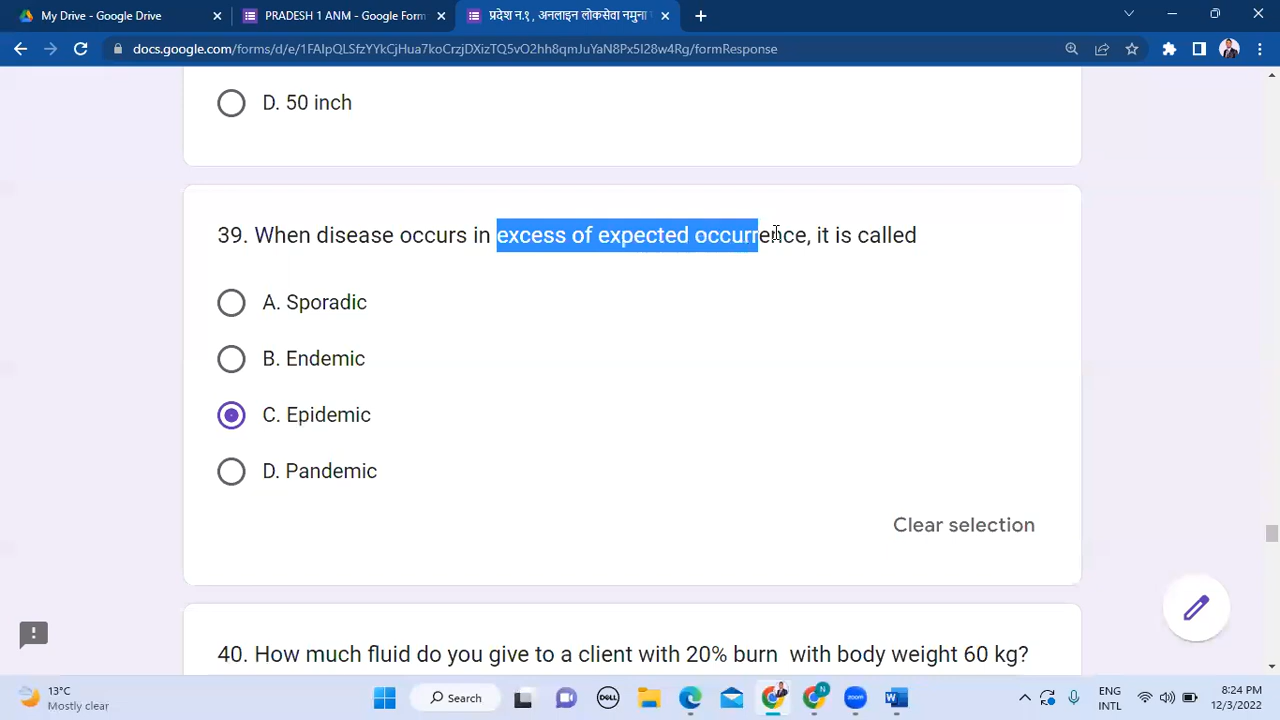 My Drive - Google Drive
PRADESH 1 ANM - Google Form
प्रदेश न.१ , अनलाइन लोकसेवा नमुना
docs.google.com/forms/d/e/1FAIpQLSfzYYkCjHua7koCrzjDXizTQ5vO2hh8qmJuYaN8Px5I28w4Rg/formResponse
D. 50 inch
39. When disease occurs in excess of expected occurrence, it is called
A. Sporadic
B. Endemic
C. Epidemic
D. Pandemic
Clear selection
40. How much fluid do you give to a client with 20% burn with body weight 60 kg?
13°C
Mostly clear
Search
DELL
N
zoom
W
ENG
INTL
8:24 PM
12/3/2022